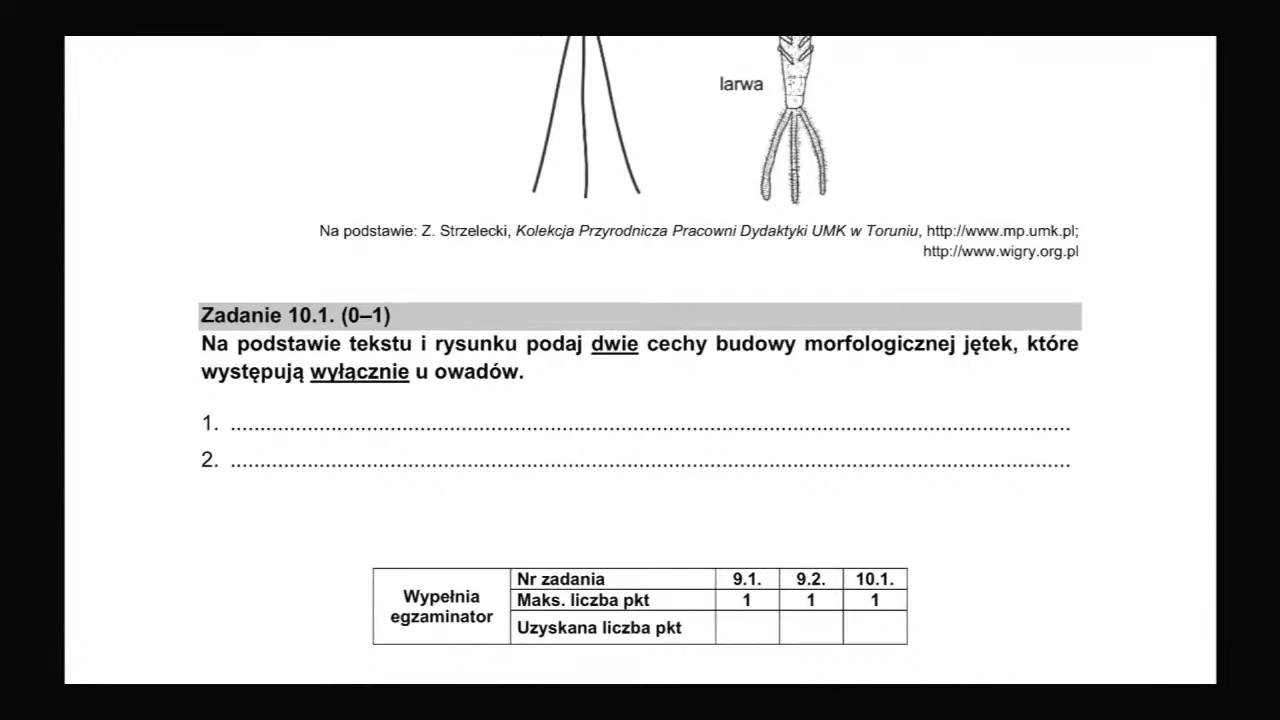 larwa
Na podstawie: Z. Strzelecki, Kolekcja Przyrodnicza Pracowni Dydaktyki UMK w Toruniu, http://www.mp.umk.pl;
http://www.wigry.org.pl
Zadanie 10.1. (0–1)
Na podstawie tekstu i rysunku podaj dwie cechy budowy morfologicznej jętek, które
występują wyłącznie u owadów.
1. ................................................................................................................................................
2. ................................................................................................................................................
Wypełnia
egzaminator
Nr zadania 9.1. 9.2. 10.1.
Maks. liczba pkt 1 1 1
Uzyskana liczba pkt